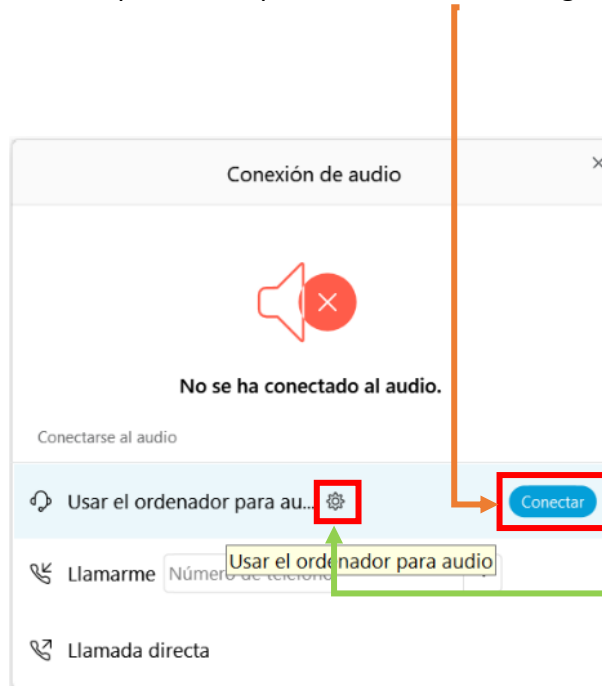 Conexión de audio
No se ha conectado al audio.
Conectarse al audio
Usar el ordenador para au... Conectar
Usar el ordenador para audio
Llamarme Número de teléfono
Llamada directa